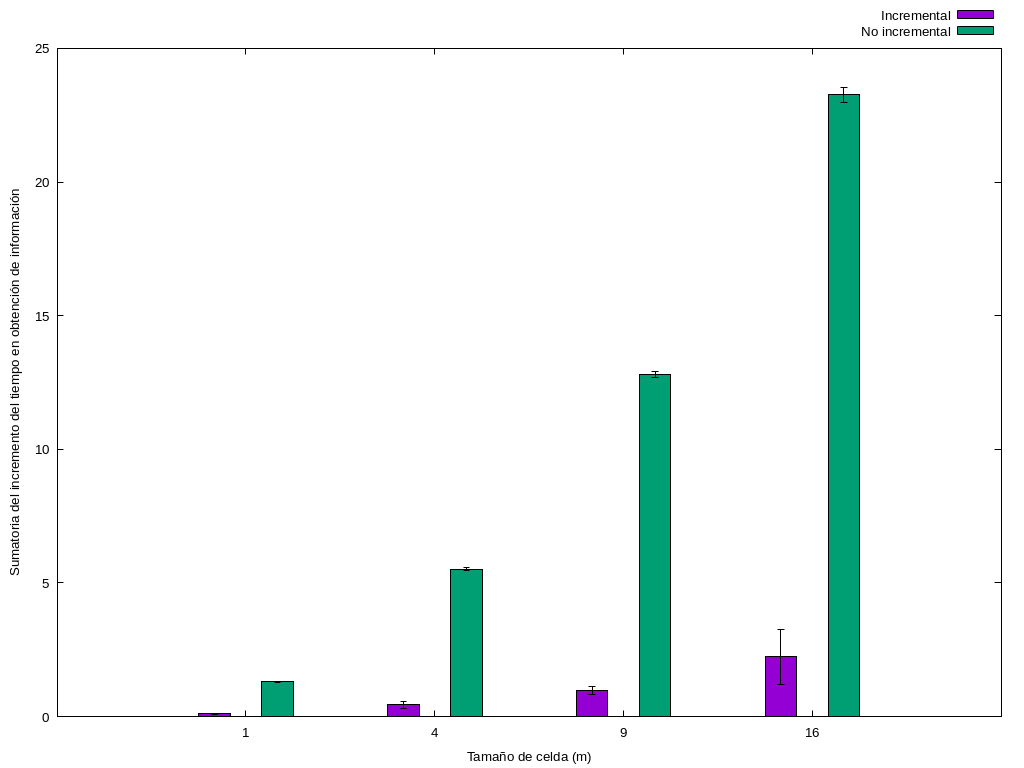 Incremental
No incremental
25
20
15
10
5
0
Sumatoria del incremento del tiempo en obtención de información
1 4 9 16
Tamaño de celda (m)